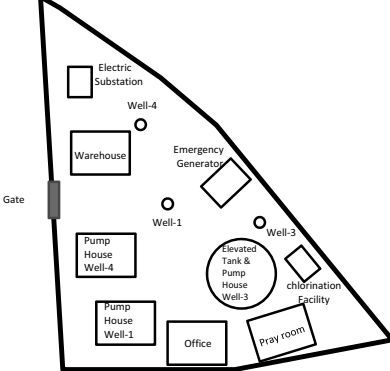 Electric
Substation
Well-4
Warehouse
Emergency
Generator
Gate
Well-1
Well-3
Pump
House
Well-4
Elevated
Tank &
Pump
House
Well-3
chlorination
Facility
Pump
House
Well-1
Office
Pray room